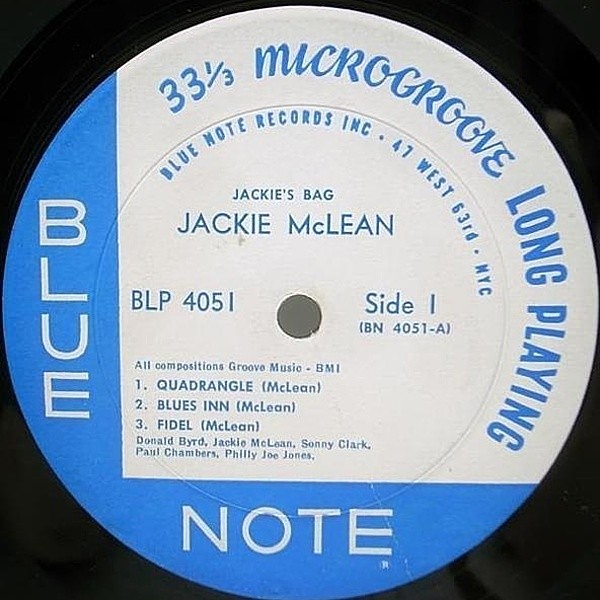 33⅓ MICROGROOVE LONG PLAYING
BLUE NOTE RECORDS INC · 47 WEST 63rd · NYC
JACKIE'S BAG
JACKIE McLEAN
BLP 4051
Side 1
(BN 4051-A)
All compositions Groove Music - BMI
1. QUADRANGLE (McLean)
2. BLUES INN (McLean)
3. FIDEL (McLean)
Donald Byrd, Jackie McLean, Sonny Clark,
Paul Chambers, Philly Joe Jones.
BLUE
NOTE
®